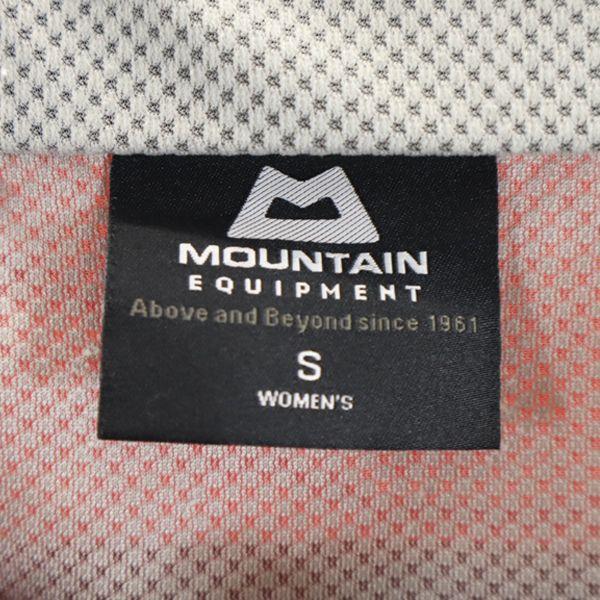 MOUNTAIN
EQUIPMENT
Above and Beyond since 1961
S
WOMEN'S